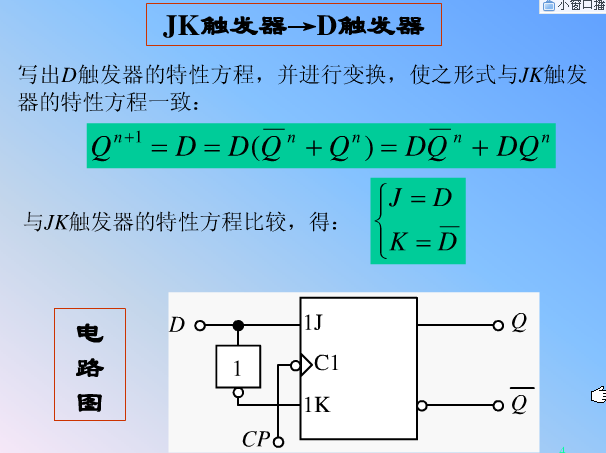 小窗口播
JK触发器→D触发器
写出D触发器的特性方程，并进行变换，使之形式与JK触发
器的特性方程一致：
Qⁿ⁺¹ = D = D(Q̅ⁿ + Qⁿ) = DQ̅ⁿ + DQⁿ
与JK触发器的特性方程比较，得：
J = D
K = D̅
电
路
图
D
1J
Q
1
C1
1K
Q̅
CP